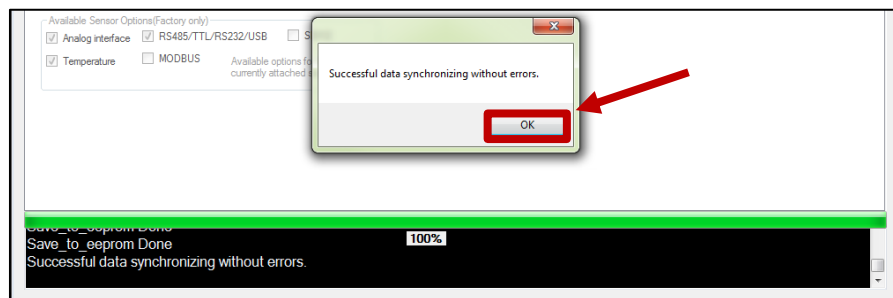 Available Sensor Options(Factory only)
Analog interface RS485/TTL/RS232/USB
Temperature MODBUS Available options
currently attached
Successful data synchronizing without errors.
OK
Save_to_eeprom Done
100%
Save_to_eeprom Done
Successful data synchronizing without errors.